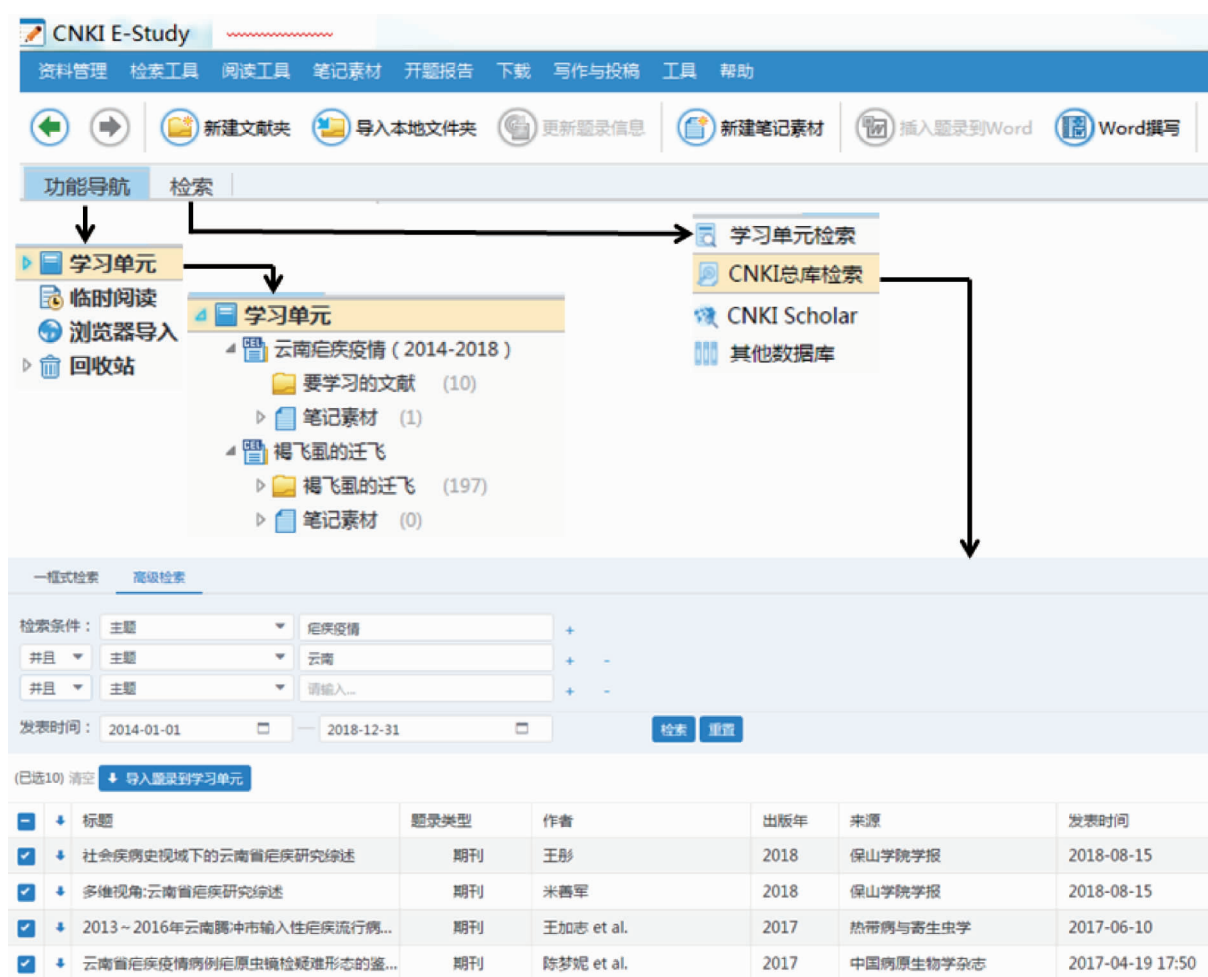 CNKI E-Study
资料管理 检索工具 阅读工具 笔记素材 开题报告 下载 写作与投稿 工具 帮助
新建文献夹 导入本地文件夹 更新题录信息 新建笔记素材 插入题录到Word Word撰写
功能导航 检索
学习单元
临时阅读
浏览器导入
回收站
学习单元
云南疟疾疫情(2014-2018)
要学习的文献 (10)
笔记素材 (1)
褐飞虱的迁飞
褐飞虱的迁飞 (197)
笔记素材 (0)
学习单元检索
CNKI总库检索
CNKI Scholar
其他数据库
一框式检索 高级检索
检索条件: 主题 疟疾疫情 +
并且 主题 云南 + -
并且 主题 请输入... + -
发表时间: 2014-01-01 — 2018-12-31 检索 重置
(已选10) 清空 导入题录到学习单元
标题 题录类型 作者 出版年 来源 发表时间
社会疾病史视域下的云南省疟疾研究综述 期刊 王彤 2018 保山学院学报 2018-08-15
多维视角:云南省疟疾研究综述 期刊 米善军 2018 保山学院学报 2018-08-15
2013~2016年云南腾冲市输入性疟疾流行病... 期刊 王加志 et al. 2017 热带病与寄生虫学 2017-06-10
云南省疟疾疫情病例疟原虫镜检疑难形态的鉴... 期刊 陈梦妮 et al. 2017 中国病原生物学杂志 2017-04-19 17:50